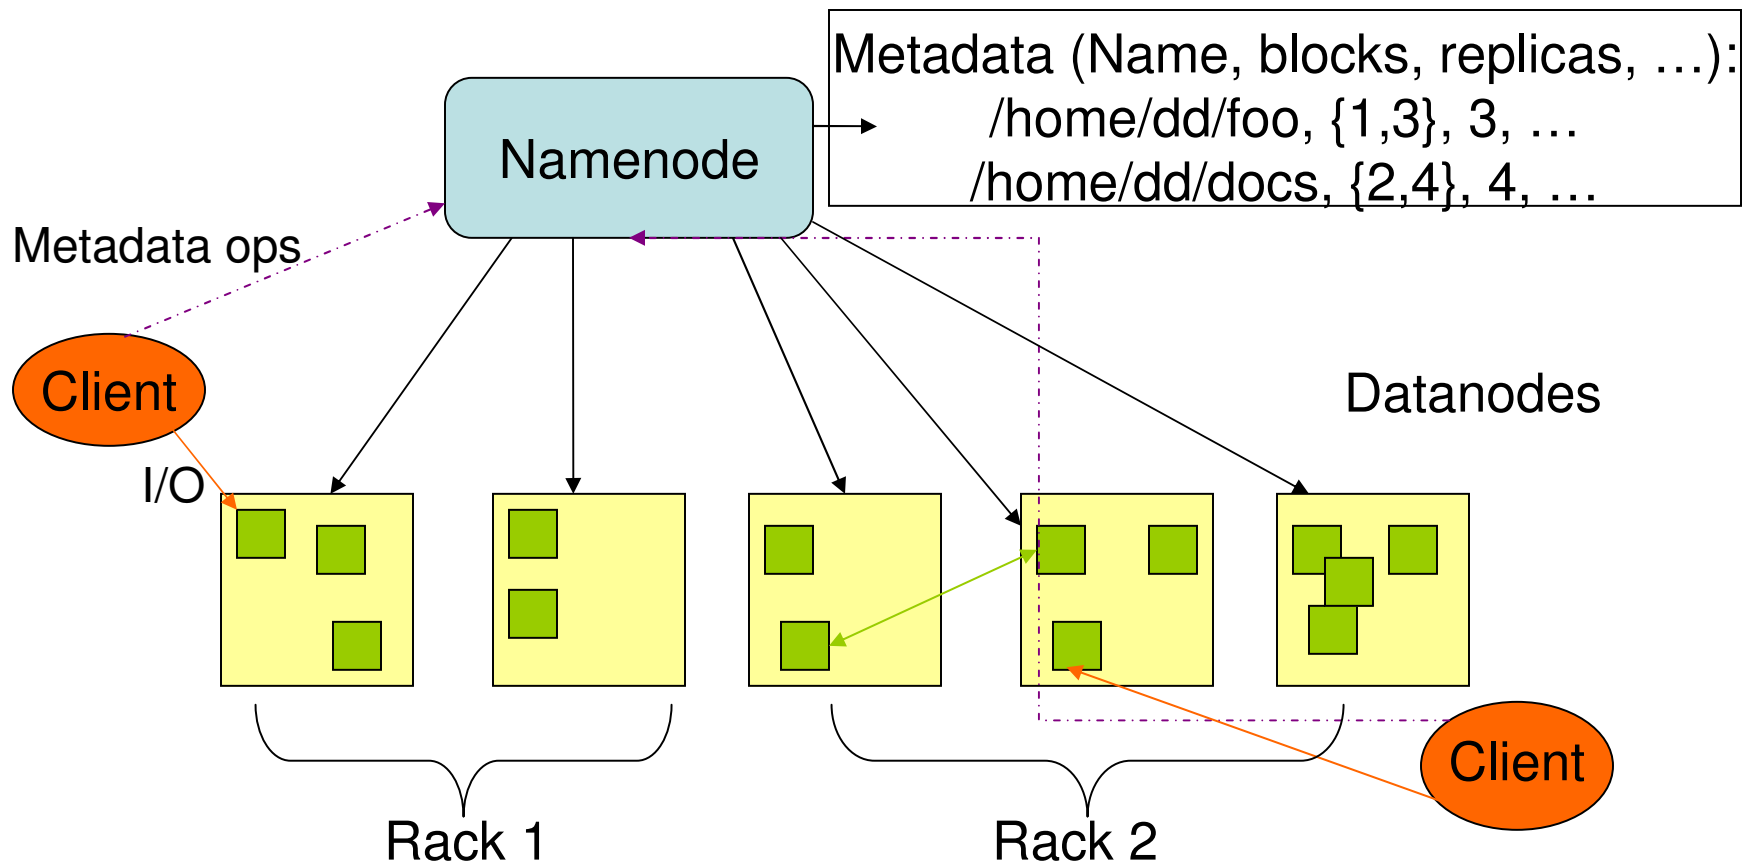 Metadata (Name, blocks, replicas, …):
/home/dd/foo, {1,3}, 3, …
/home/dd/docs, {2,4}, 4, …
Namenode
Metadata ops
Client
I/O
Datanodes
Client
Rack 1
Rack 2